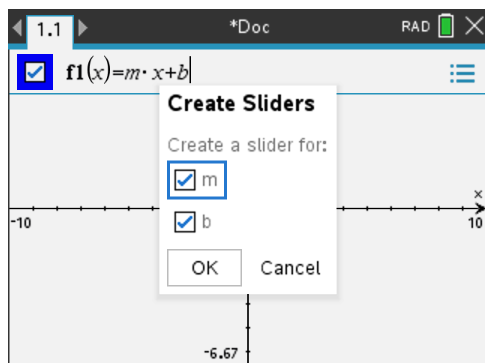 1.1 *Doc RAD
f1(x)=m· x+b
Create Sliders
Create a slider for:
m
b
OK Cancel
x
-10 10
-6.67